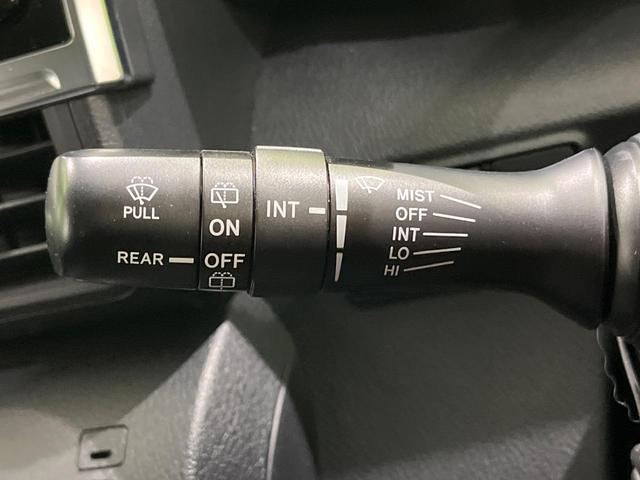 PULL
REAR
ON
OFF
INT
MIST
OFF
INT
LO
HI